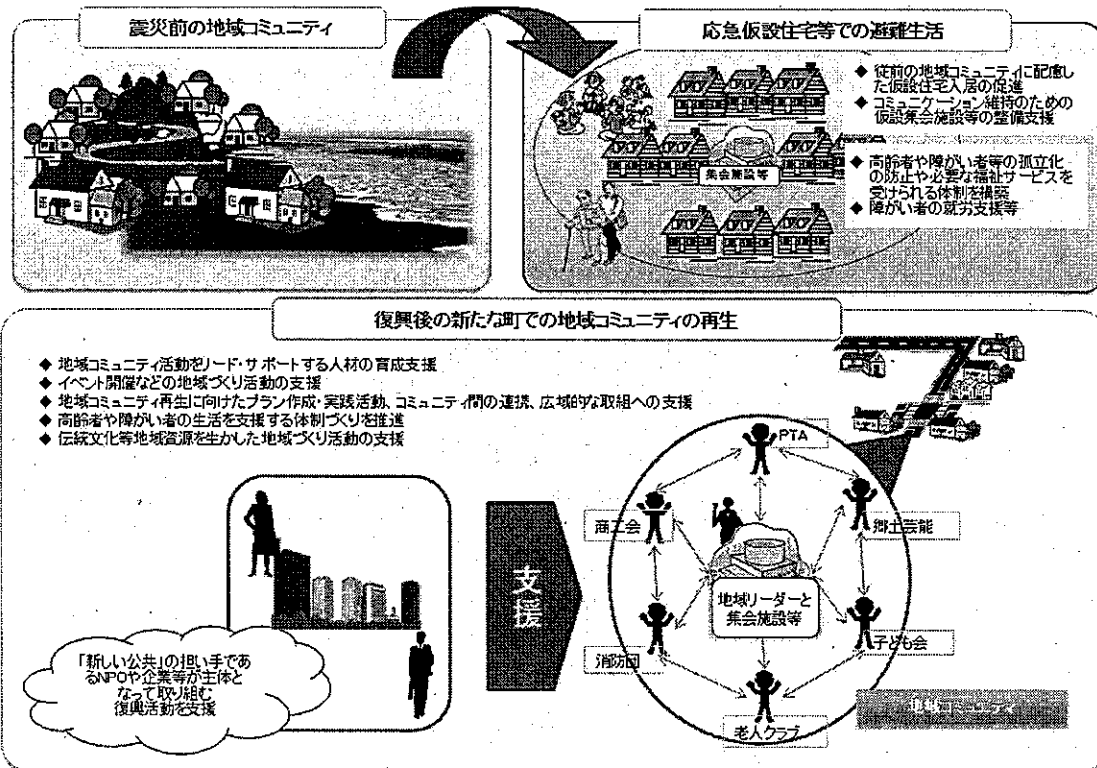 震災前の地域コミュニティ
応急仮設住宅等での避難生活
◆ 従前の地域コミュニティに配慮し
た仮設住宅入居の促進
◆ コミュニケーション維持のための
仮設集会施設等の整備支援
◆ 高齢者や障がい者等の孤立化
の防止や必要な福祉サービスを
受けられる体制を構築
◆ 障がい者の就労支援等
集会施設等
復興後の新たな町での地域コミュニティの再生
◆ 地域コミュニティ活動をリード・サポートする人材の育成支援
◆ イベント開催などの地域づくり活動の支援
◆ 地域コミュニティ再生に向けたプラン作成・実践活動、コミュニティ間の連携、広域的な取組への支援
◆ 高齢者や障がい者の生活を支援する体制づくりを推進
◆ 伝統文化等地域資源を生かした地域づくり活動の支援
PTA
商工会
郷土芸能
支援
地域リーダーと
集会施設等
消防団
子ども会
老人クラブ
地域コミュニティ
「新しい公共」の担い手であ
るNPOや企業等が主体と
なって取り組む
復興活動を支援